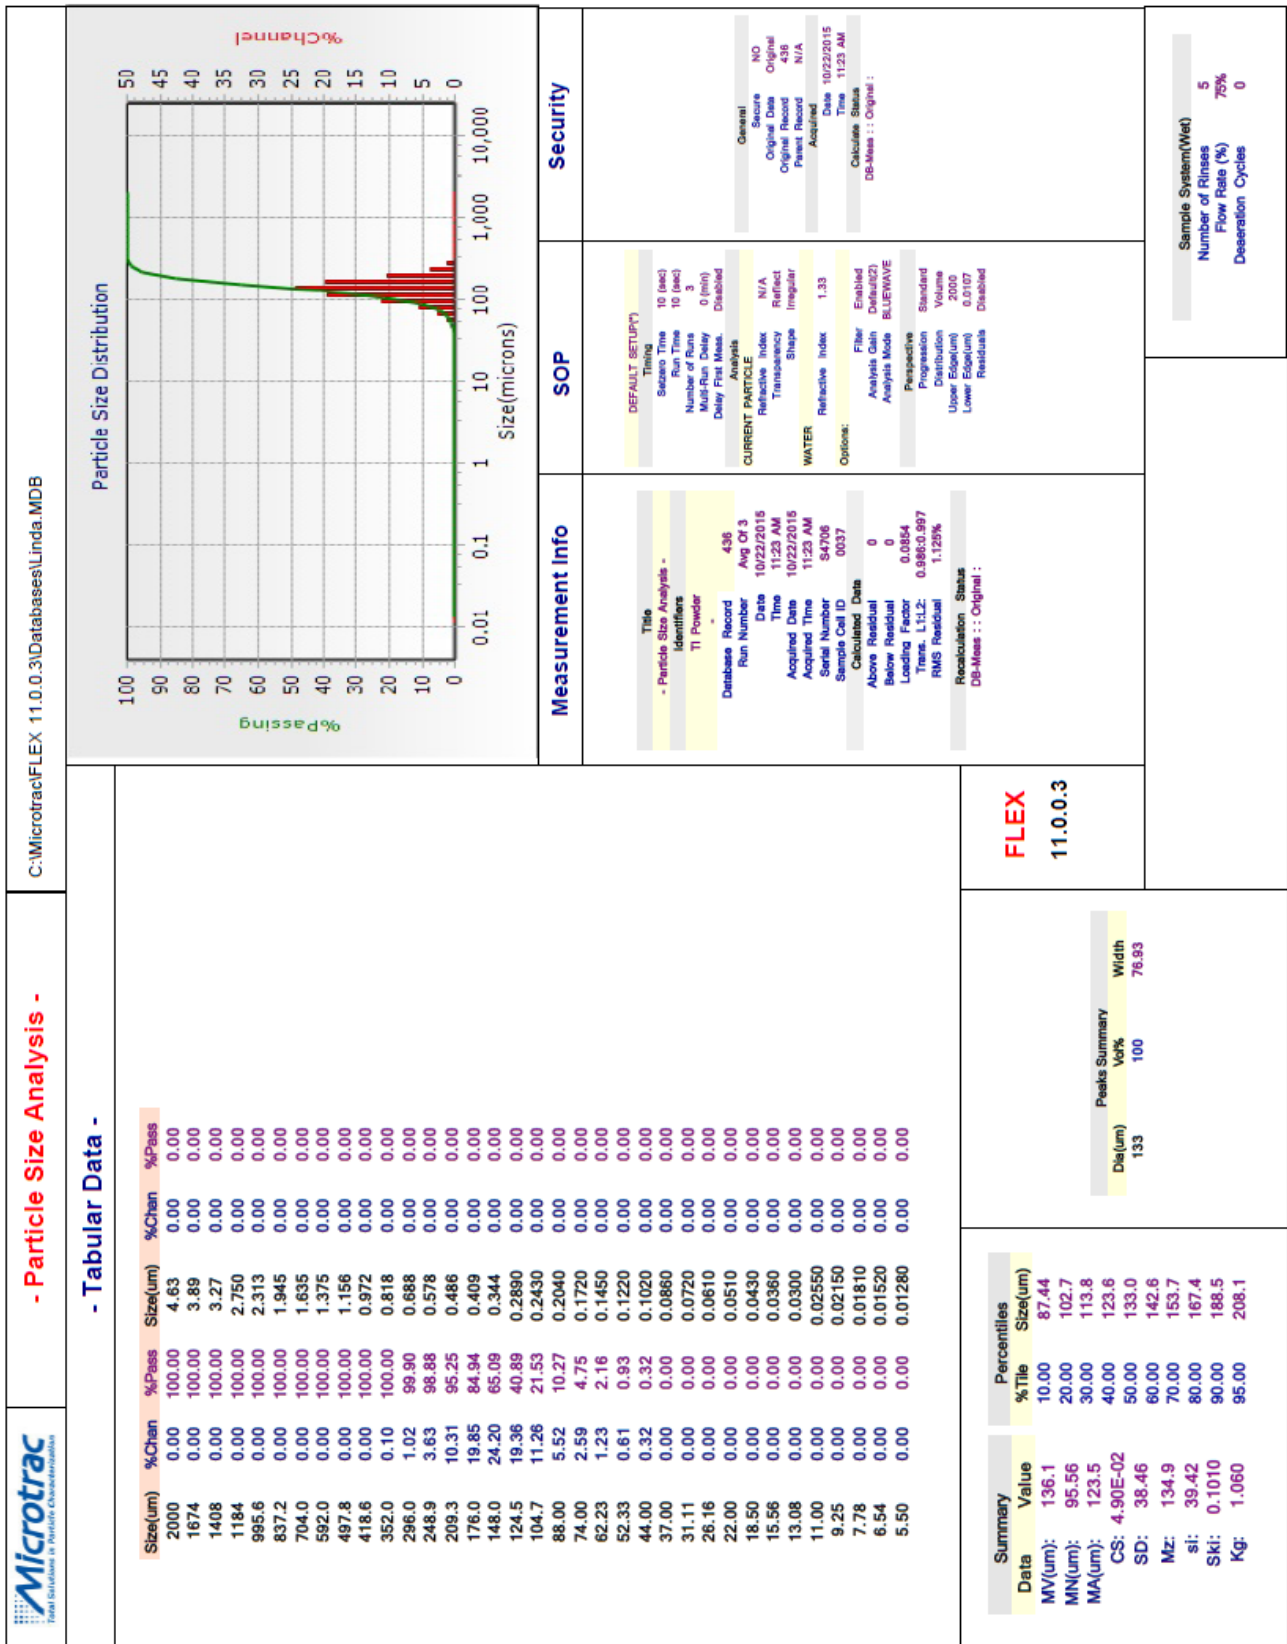 Microtrac
Total Solutions in Particle Characterization
- Particle Size Analysis -
C:\Microtrac\FLEX 11.0.0.3\Databases\Linda.MDB
- Tabular Data -
Size(um) %Chan %Pass Size(um) %Chan %Pass
2000 0.00 100.00 4.63 0.00 0.00
1674 0.00 100.00 3.89 0.00 0.00
1408 0.00 100.00 3.27 0.00 0.00
1184 0.00 100.00 2.750 0.00 0.00
995.6 0.00 100.00 2.313 0.00 0.00
837.2 0.00 100.00 1.945 0.00 0.00
704.0 0.00 100.00 1.635 0.00 0.00
592.0 0.00 100.00 1.375 0.00 0.00
497.8 0.00 100.00 1.156 0.00 0.00
418.6 0.00 100.00 0.972 0.00 0.00
352.0 0.10 100.00 0.818 0.00 0.00
296.0 1.02 99.90 0.688 0.00 0.00
248.9 3.63 98.88 0.578 0.00 0.00
209.3 10.31 95.25 0.486 0.00 0.00
176.0 19.85 84.94 0.409 0.00 0.00
148.0 24.20 65.09 0.344 0.00 0.00
124.5 19.36 40.89 0.2890 0.00 0.00
104.7 11.26 21.53 0.2430 0.00 0.00
88.00 5.52 10.27 0.2040 0.00 0.00
74.00 2.59 4.75 0.1720 0.00 0.00
62.23 1.23 2.16 0.1450 0.00 0.00
52.33 0.61 0.93 0.1220 0.00 0.00
44.00 0.32 0.32 0.1020 0.00 0.00
37.00 0.00 0.00 0.0860 0.00 0.00
31.11 0.00 0.00 0.0720 0.00 0.00
26.16 0.00 0.00 0.0610 0.00 0.00
22.00 0.00 0.00 0.0510 0.00 0.00
18.50 0.00 0.00 0.0430 0.00 0.00
15.56 0.00 0.00 0.0360 0.00 0.00
13.08 0.00 0.00 0.0300 0.00 0.00
11.00 0.00 0.00 0.02550 0.00 0.00
9.25 0.00 0.00 0.02150 0.00 0.00
7.78 0.00 0.00 0.01810 0.00 0.00
6.54 0.00 0.00 0.01520 0.00 0.00
5.50 0.00 0.00 0.01280 0.00 0.00
Particle Size Distribution
%Passing
100
90
80
70
60
50
40
30
20
10
0
50
45
40
35
30
25
20
15
10
5
0
%Channel
0.01 0.1 1 10 100 1,000 10,000
Size(microns)
Measurement Info
Title
- Particle Size Analysis -
Identifiers
TI Powder
-
Database Record 436
Run Number Avg Of 3
Date 10/22/2015
Time 11:23 AM
Acquired Date 10/22/2015
Acquired Time 11:23 AM
Serial Number S4706
Sample Cell ID 0037
Calculated Data
Above Residual 0
Below Residual 0
Loading Factor 0.0854
Trans. L1:L2: 0.986:0.997
RMS Residual 1.125%
Recalculation Status
DB-Meas : : Original :
SOP
DEFAULT SETUP(*)
Timing
Setzero Time 10 (sec)
Run Time 10 (sec)
Number of Runs 3
Multi-Run Delay 0 (min)
Delay First Meas. Disabled
Analysis
CURRENT PARTICLE
Refractive Index N/A
Transparency Reflect
Shape Irregular
WATER
Refractive Index 1.33
Options:
Filter Enabled
Analysis Gain Default(2)
Analysis Mode BLUEWAVE
Perspective
Progression Standard
Distribution Volume
Upper Edge(um) 2000
Lower Edge(um) 0.0107
Residuals Disabled
Security
General
Secure NO
Original Data Original
Original Record 436
Parent Record N/A
Acquired
Date 10/22/2015
Time 11:23 AM
Calculate Status
DB-Meas : : Original :
Summary
Data Value
MV(um): 136.1
MN(um): 95.56
MA(um): 123.5
CS: 4.90E-02
SD: 38.46
Mz: 134.9
si: 39.42
Ski: 0.1010
Kg: 1.060
Percentiles
%Tile Size(um)
10.00 87.44
20.00 102.7
30.00 113.8
40.00 123.6
50.00 133.0
60.00 142.6
70.00 153.7
80.00 167.4
90.00 188.5
95.00 208.1
Peaks Summary
Dia(um) Vol% Width
133 100 76.93
FLEX
11.0.0.3
Sample System(Wet)
Number of Rinses 5
Flow Rate (%) 75%
Deaeration Cycles 0